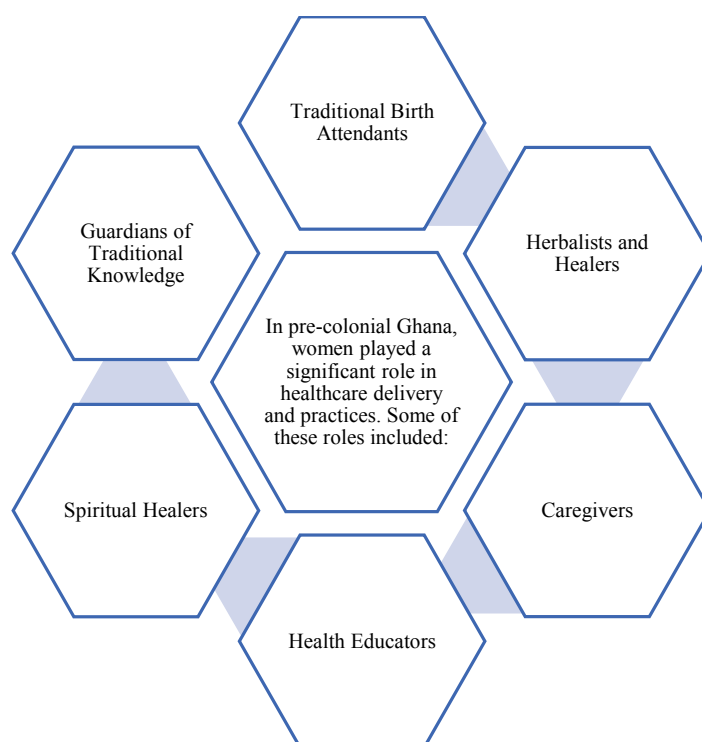 Traditional Birth
Attendants
Guardians of
Traditional
Knowledge
Herbalists and
Healers
In pre-colonial Ghana,
women played a
significant role in
healthcare delivery
and practices. Some of
these roles included:
Spiritual Healers
Caregivers
Health Educators